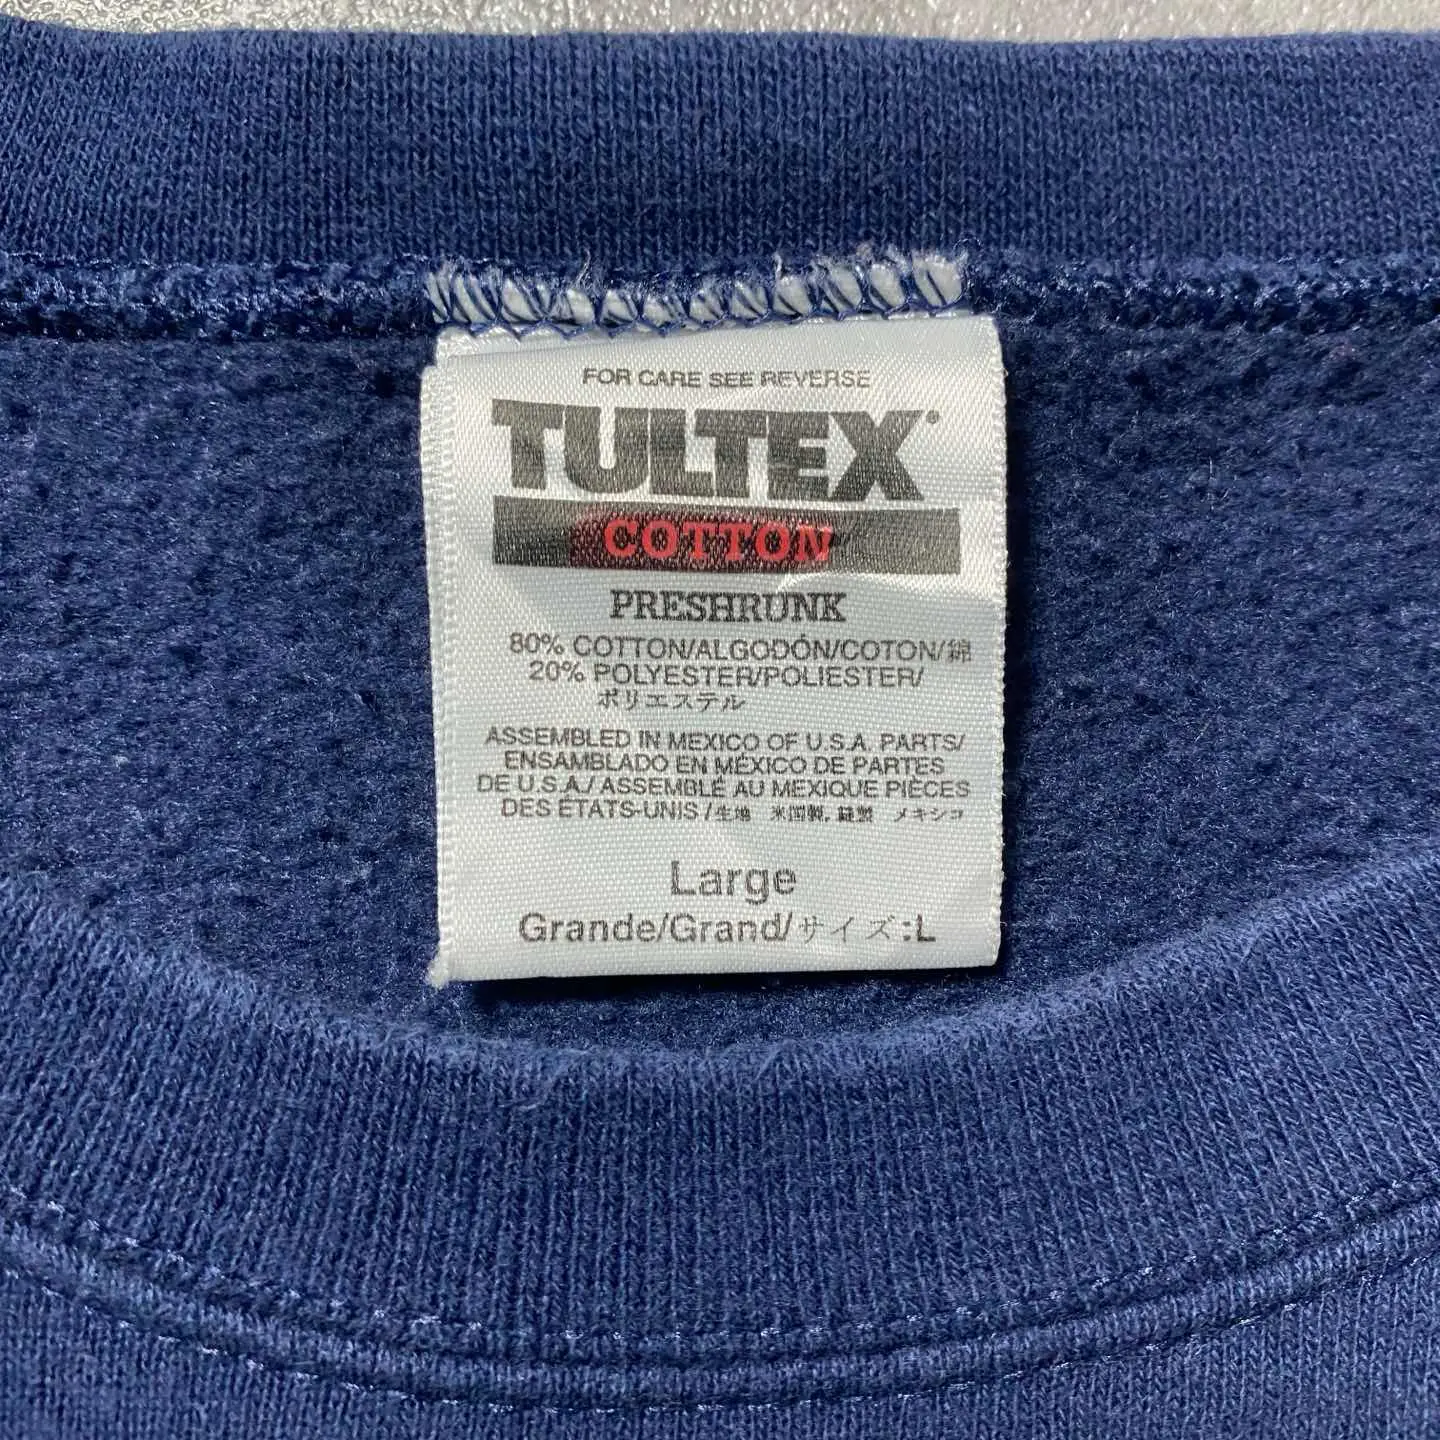 FOR CARE SEE REVERSE
TULTEX®
COTTON
PRESHRUNK
80% COTTON/ALGODÓN/COTON/綿
20% POLYESTER/POLIESTER/
ポリエステル
ASSEMBLED IN MEXICO OF U.S.A. PARTS/
ENSAMBLADO EN MÉXICO DE PARTES
DE U.S.A./ASSEMBLÉ AU MEXIQUE PIÈCES
DES ÉTATS-UNIS/生地 米国製, 縫製 メキシコ
Large
Grande/Grand/サイズ:L